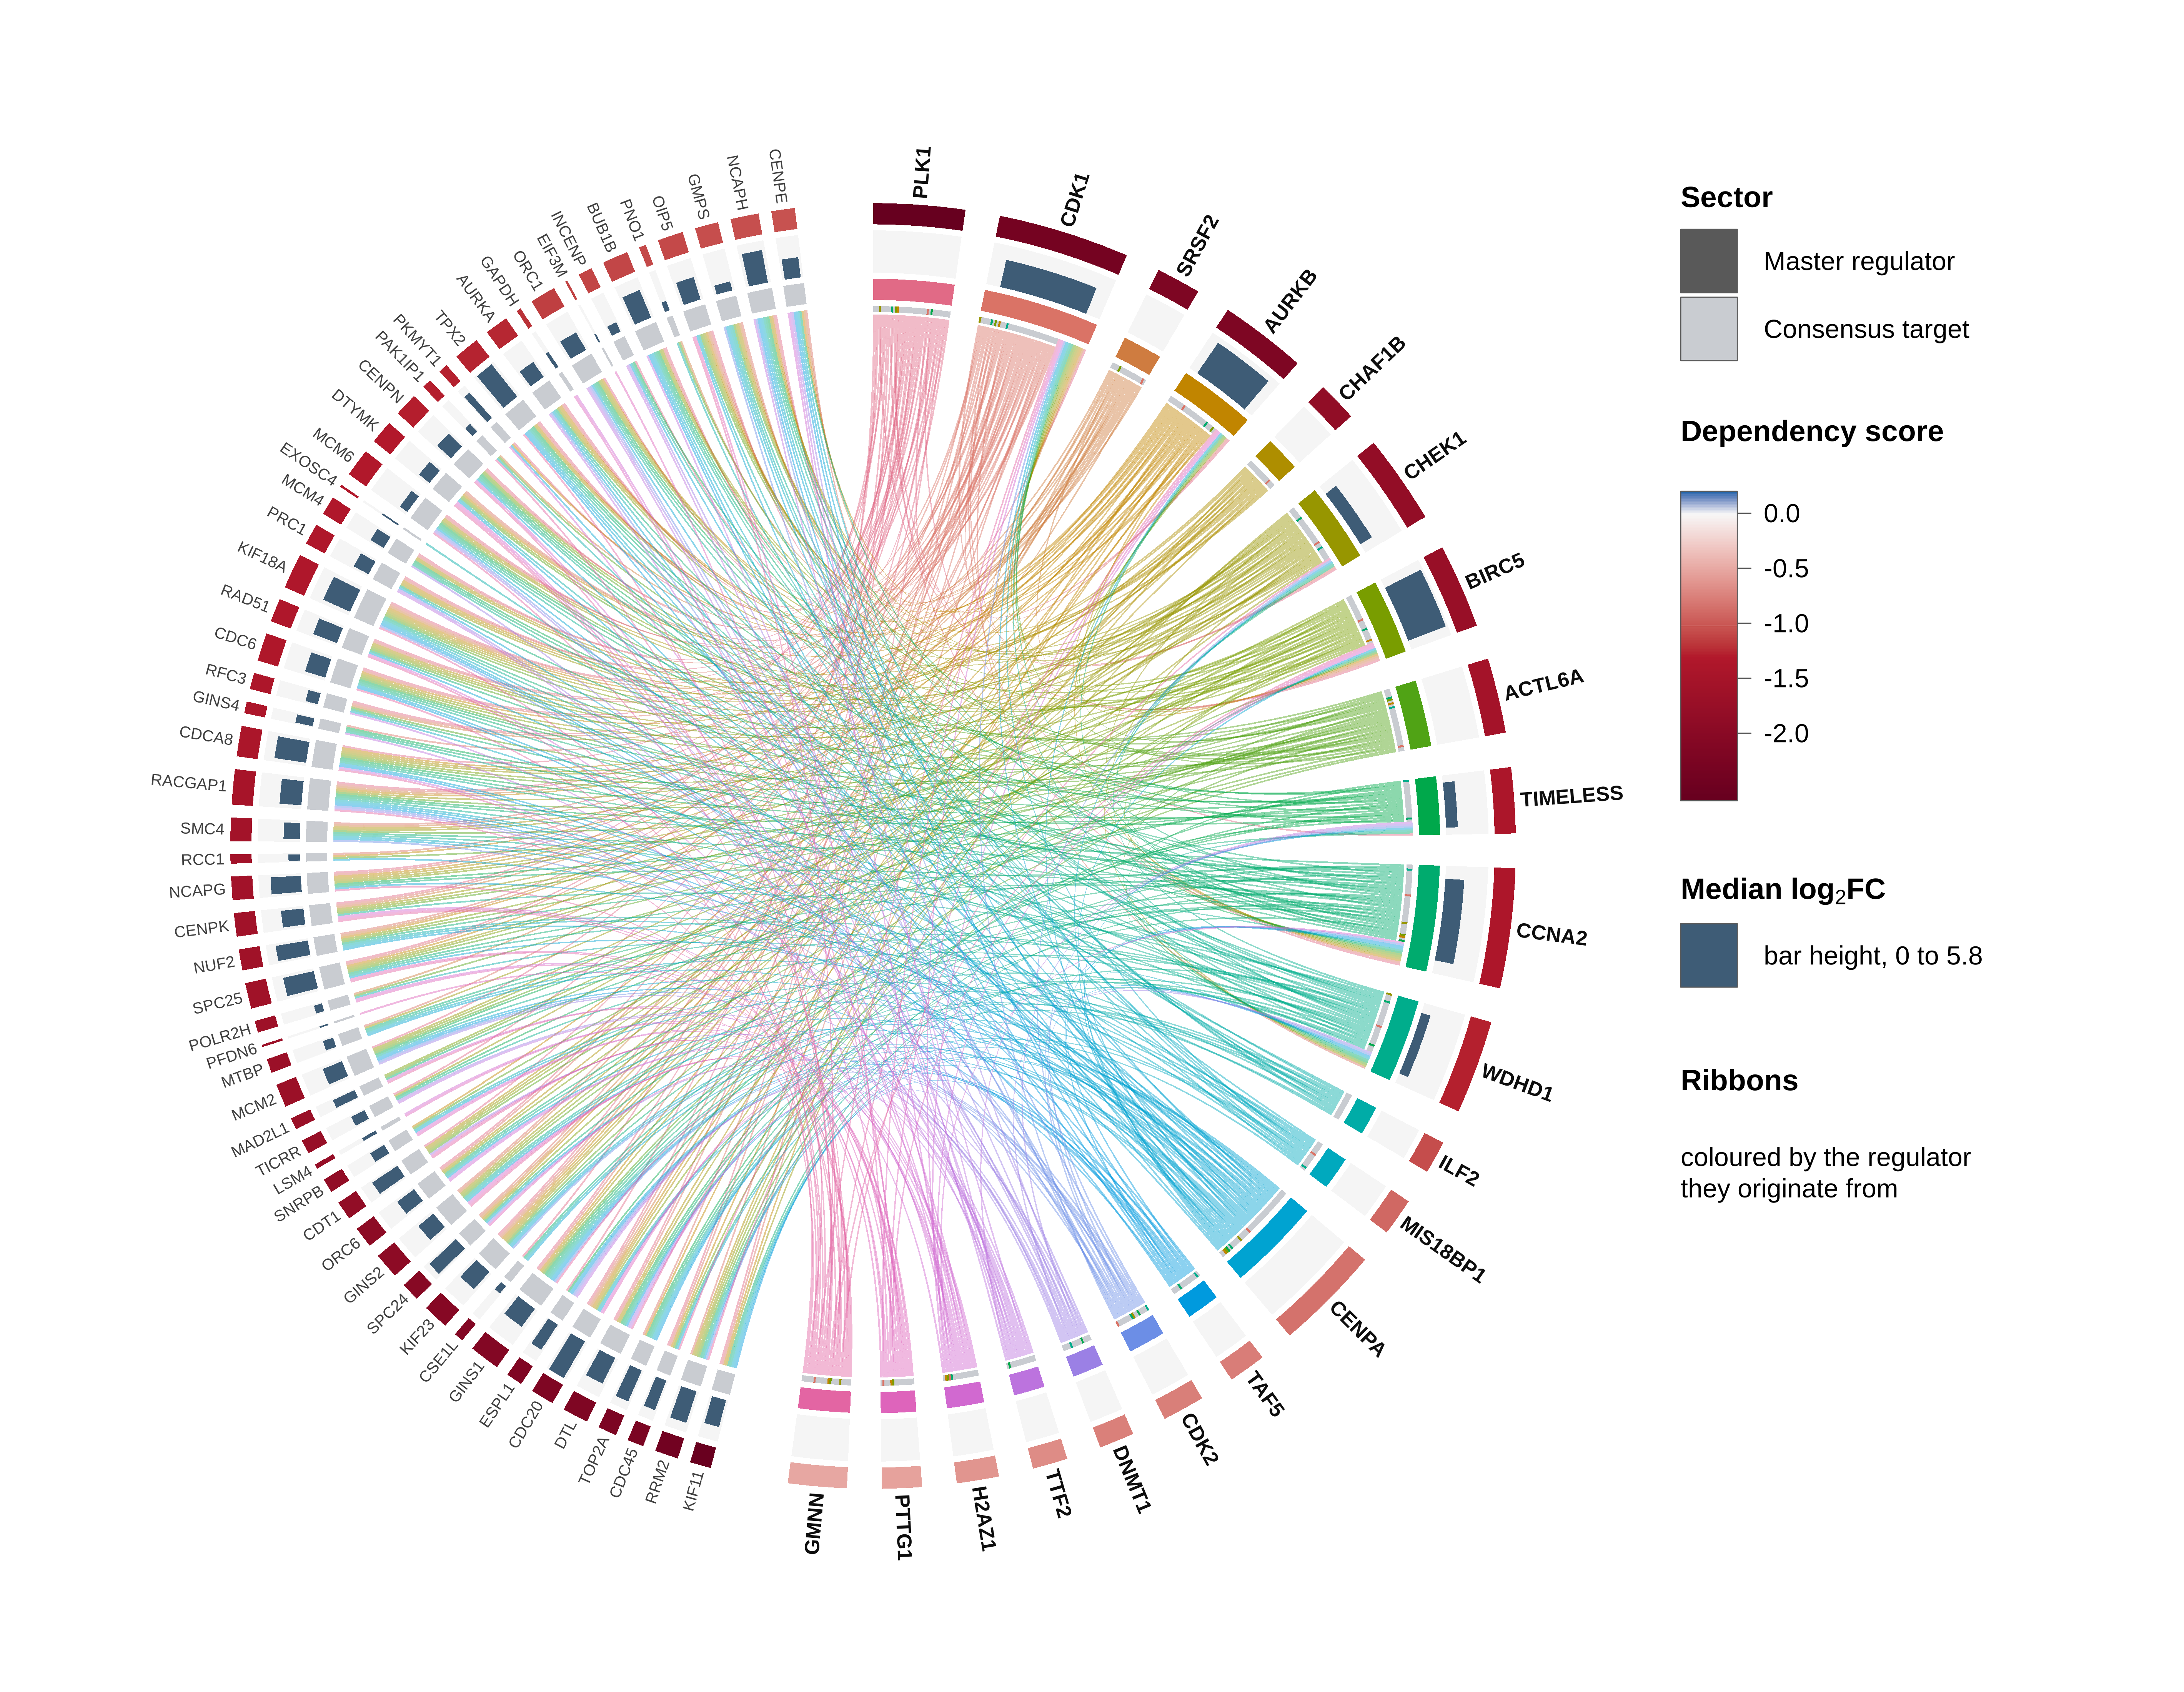 PLK1
CDK1
SRSF2
AURKB
CHAF1B
CHEK1
BIRC5
ACTL6A
TIMELESS
CCNA2
WDHD1
ILF2
MIS18BP1
CENPA
TAF5
CDK2
DNMT1
TTF2
H2AZ1
PTTG1
GMNN
KIF11
RRM2
CDC45
TOP2A
DTL
CDC20
ESPL1
GINS1
CSE1L
KIF23
SPC24
GINS2
ORC6
CDT1
SNRPB
LSM4
TICRR
MAD2L1
MCM2
MTBP
PFDN6
POLR2H
SPC25
NUF2
CENPK
NCAPG
RCC1
SMC4
RACGAP1
CDCA8
GINS4
RFC3
CDC6
RAD51
KIF18A
PRC1
MCM4
EXOSC4
MCM6
DTYMK
CENPN
PAK1IP1
PKMYT1
TPX2
AURKA
GAPDH
ORC1
EIF3M
INCENP
BUB1B
PNO1
OIP5
GMPS
NCAPH
CENPE
Sector
Master regulator
Consensus target
Dependency score
0.0
-0.5
-1.0
-1.5
-2.0
Median log₂FC
bar height, 0 to 5.8
Ribbons
coloured by the regulator
they originate from